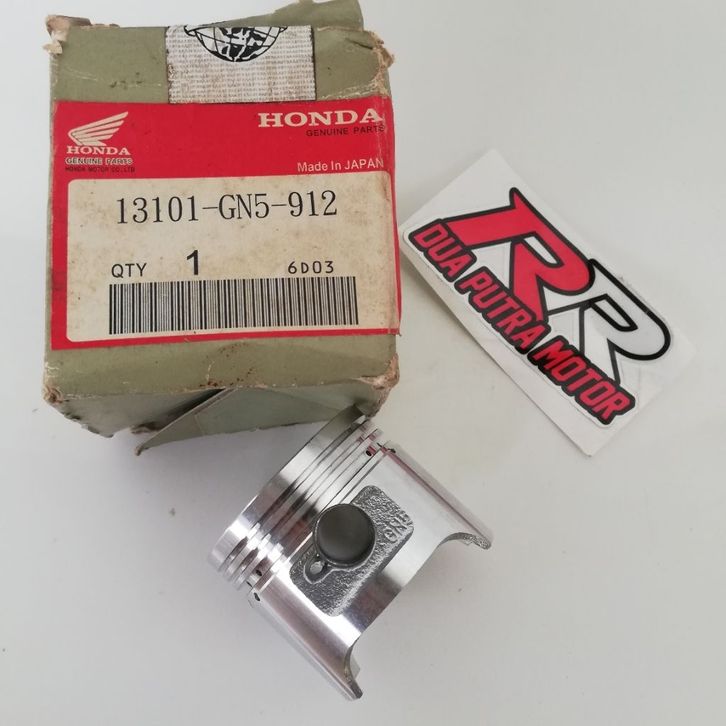 HONDA
GENUINE PARTS
HONDA MOTOR CO.,LTD
HONDA
GENUINE PARTS
Made In JAPAN
13101-GN5-912
QTY 1 6D03
RR
DUA PUTRA MOTOR